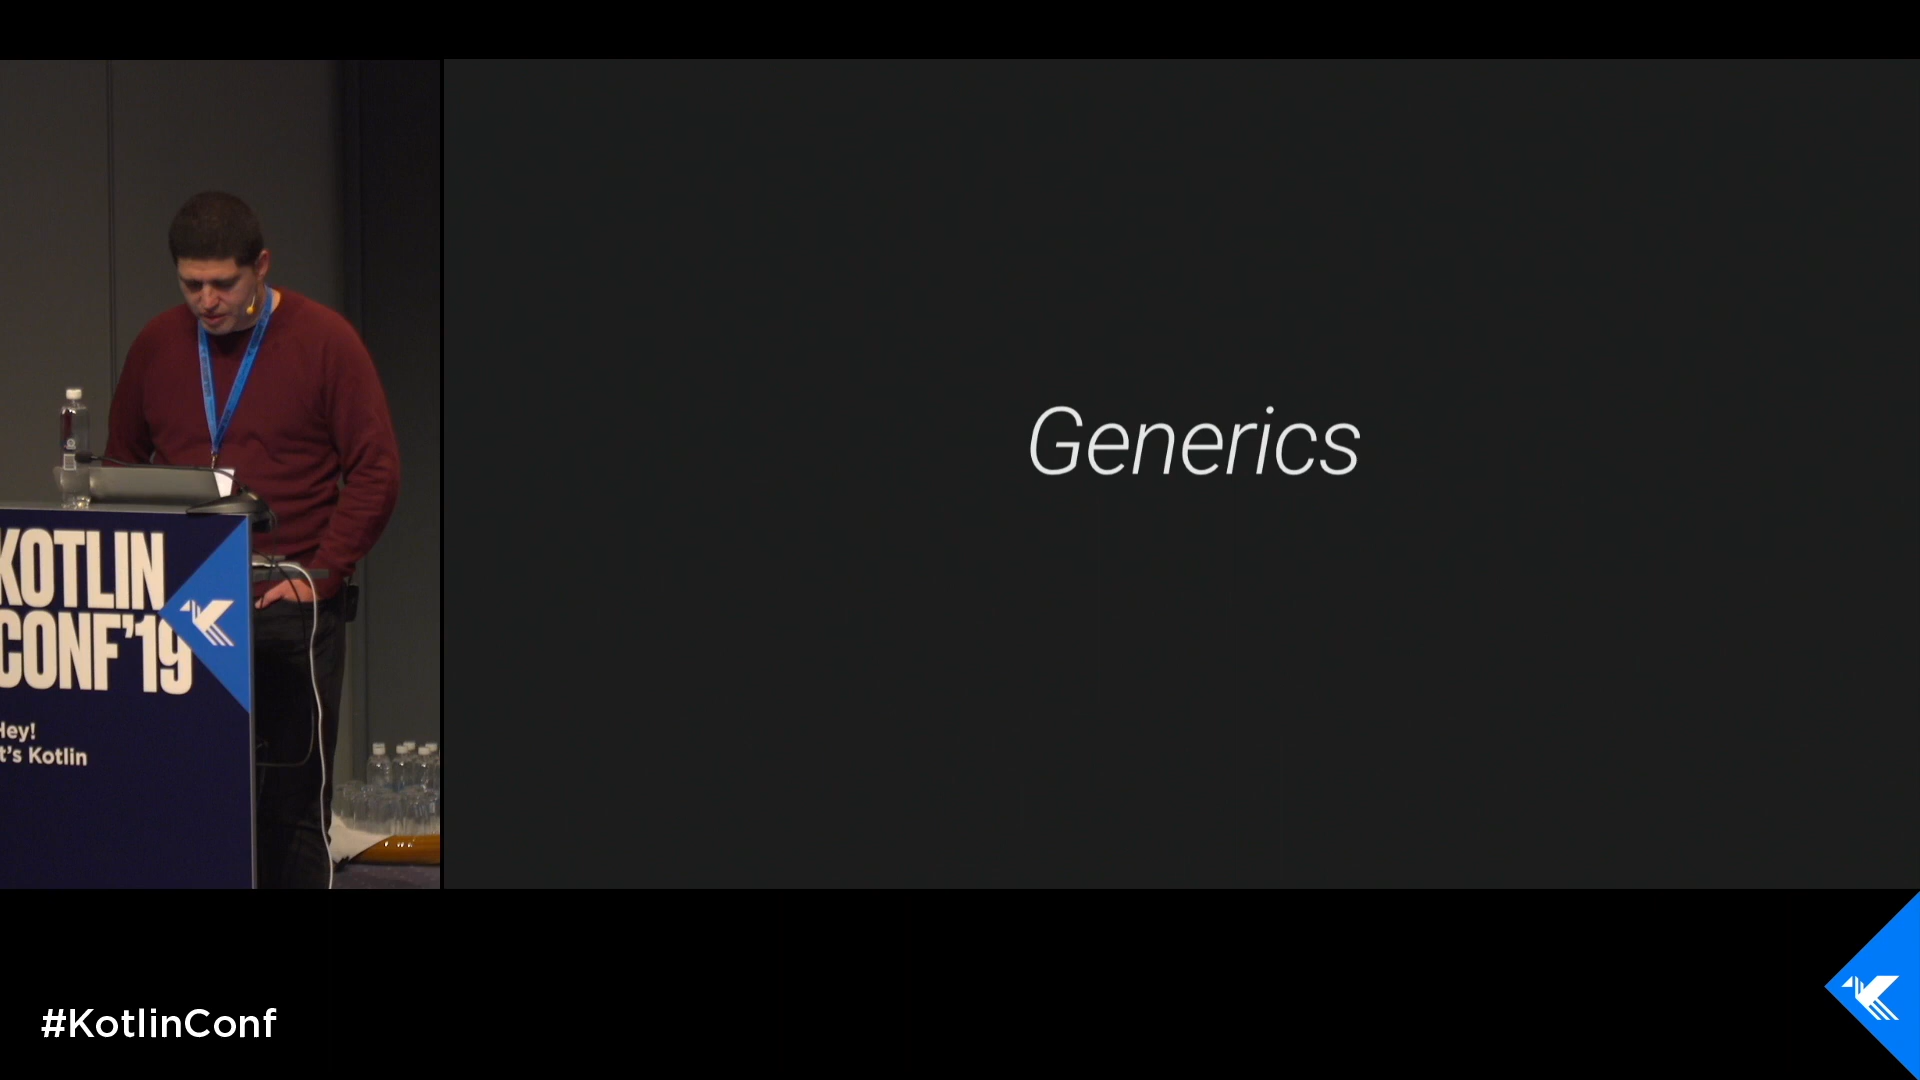 Generics
KOTLIN
CONF'19
Hey!
t's Kotlin
#KotlinConf